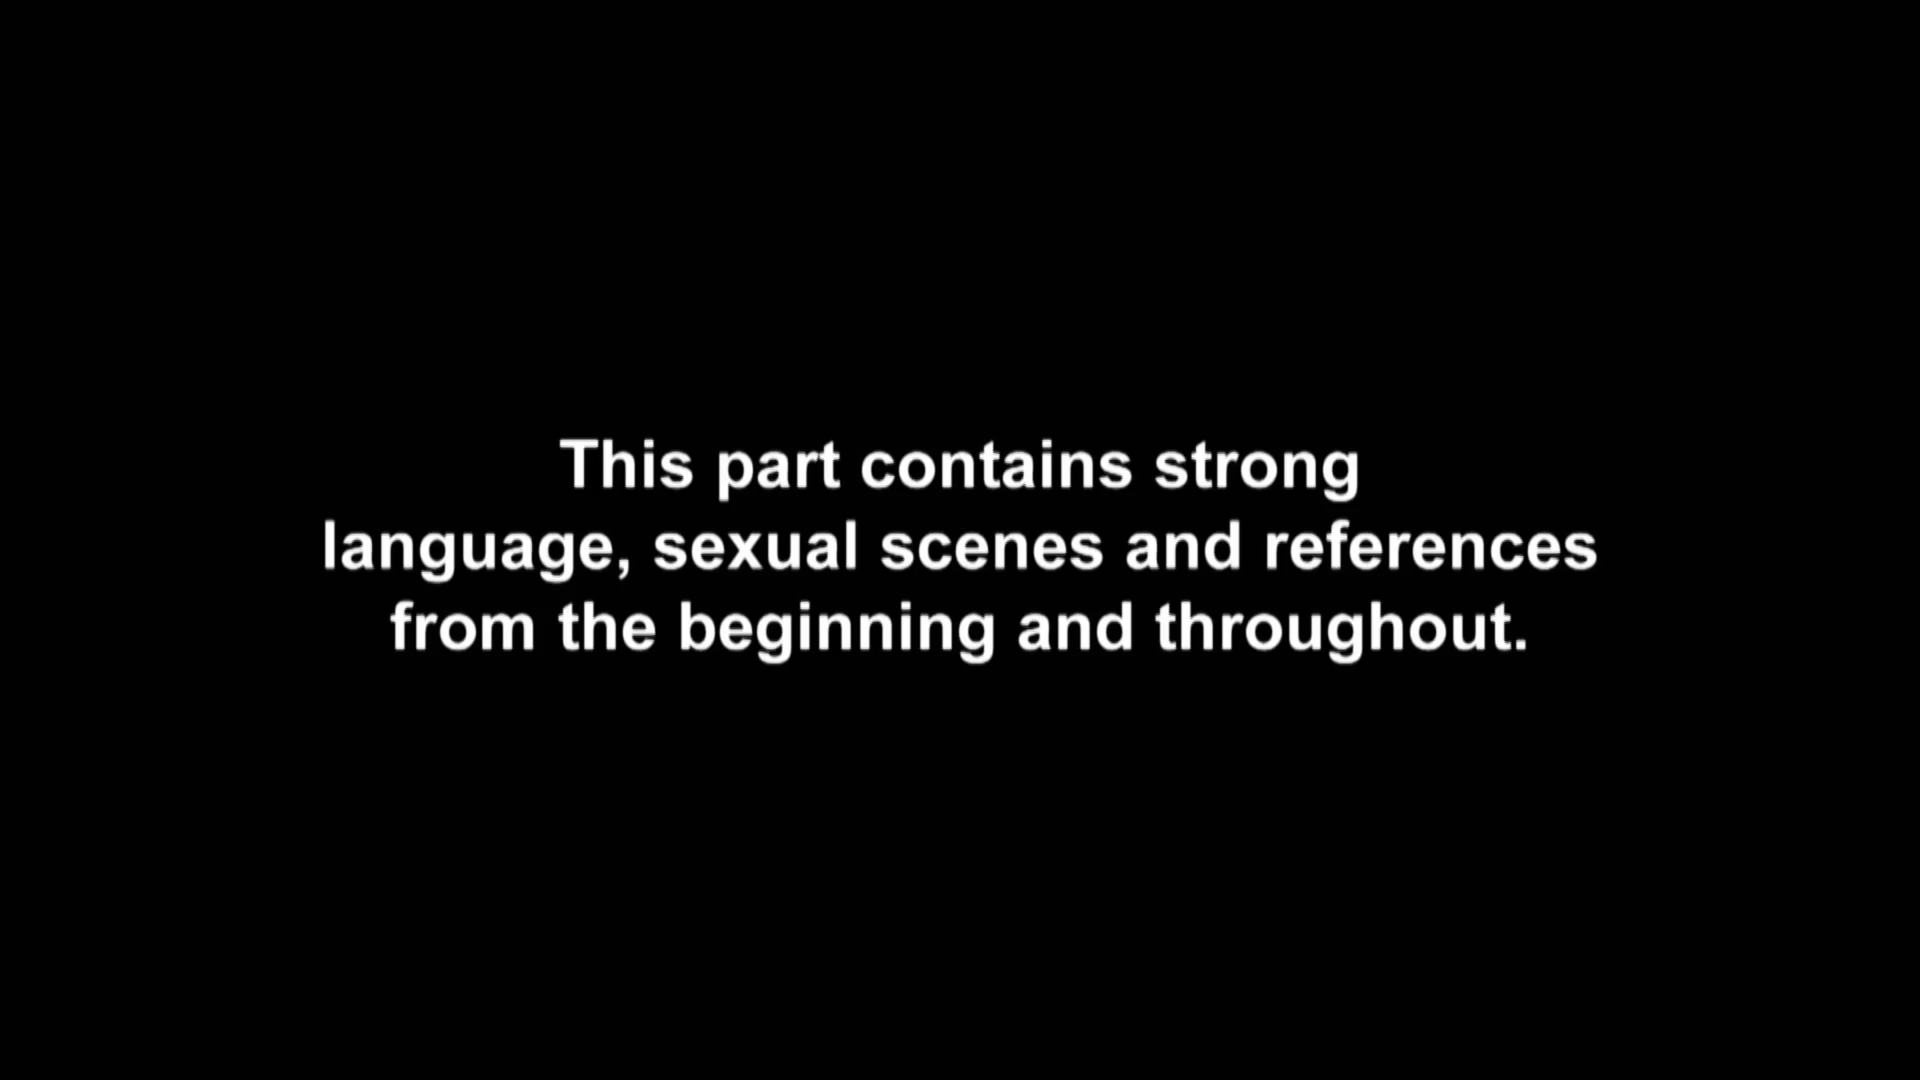 This part contains strong
language, sexual scenes and references
from the beginning and throughout.